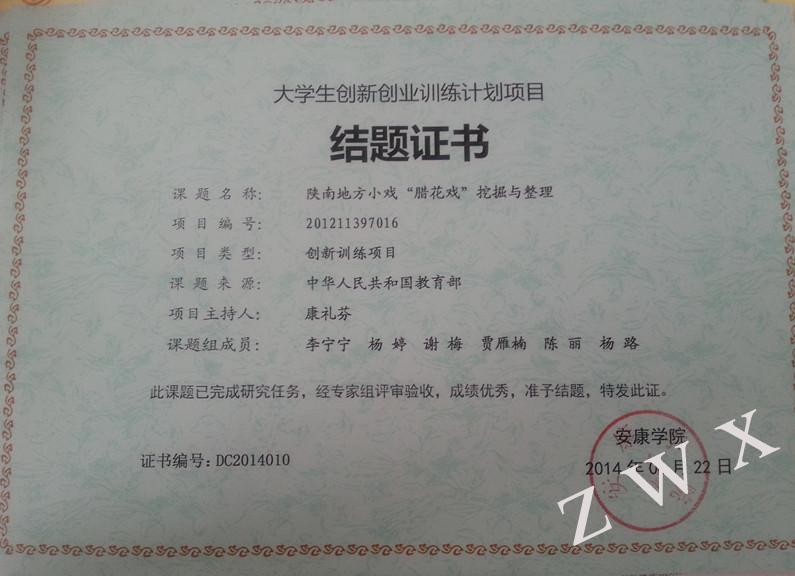 大学生创新创业训练计划项目
结题证书
课题名称: 陕南地方小戏“腊花戏”挖掘与整理
项目编号: 201211397016
项目类型: 创新训练项目
课题来源: 中华人民共和国教育部
项目主持人: 康礼芬
课题组成员: 李宁宁 杨婷 谢梅 贾雁楠 陈丽 杨路
此课题已完成研究任务，经专家组评审验收，成绩优秀，准予结题，特发此证。
安康学院
证书编号: DC2014010
2014年0 月22日
ZWX